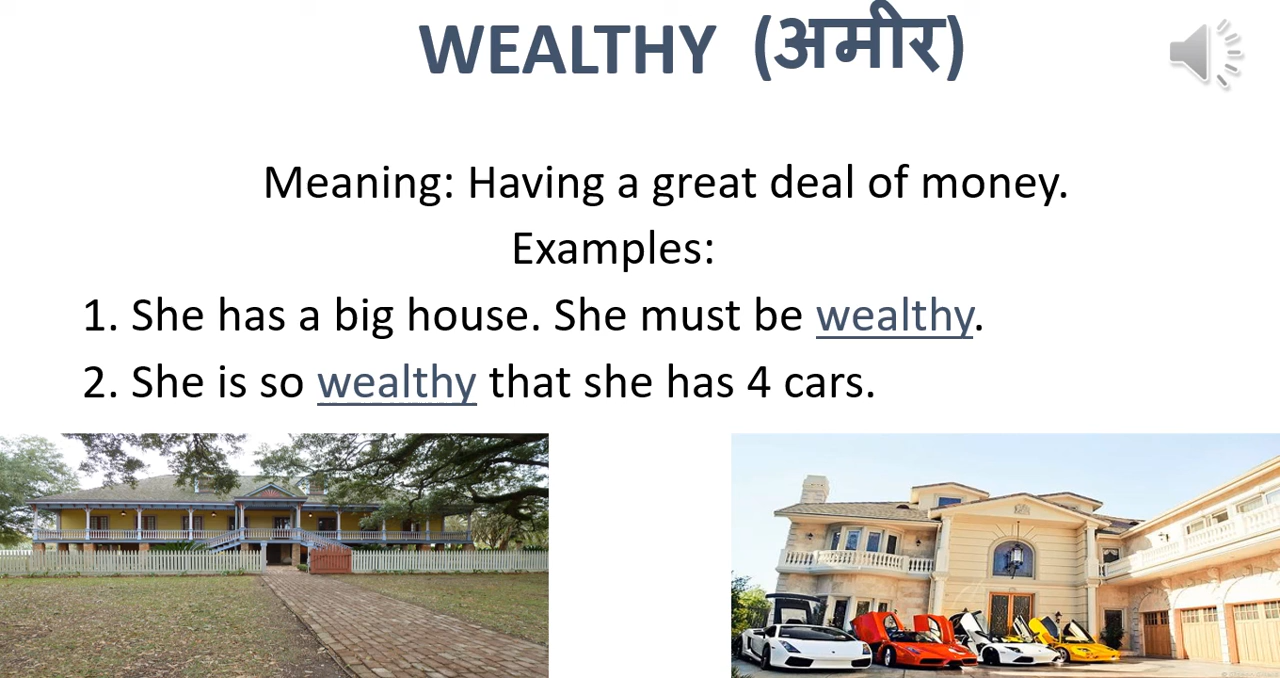 WEALTHY (अमीर)
Meaning: Having a great deal of money.
Examples:
1. She has a big house. She must be wealthy.
2. She is so wealthy that she has 4 cars.